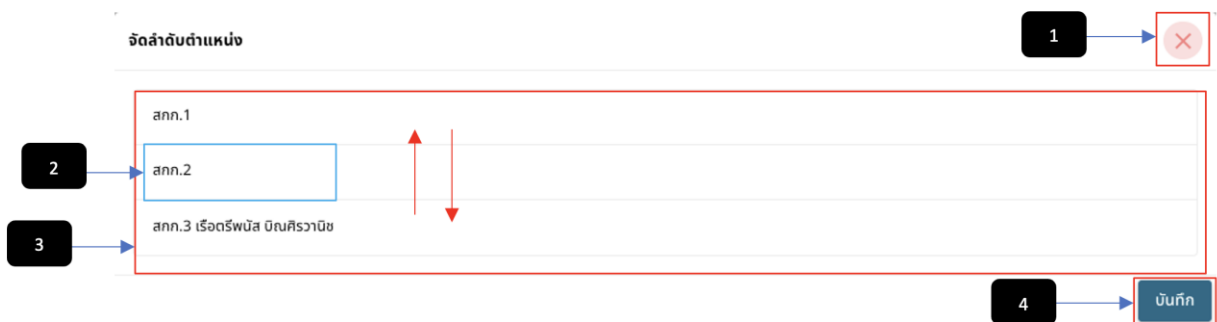 จัดลำดับตำแหน่ง
1
สกก.1
2
สกก.2
3
สกก.3 เรือตรีพนัส บิณศิรวานิช
4
บันทึก